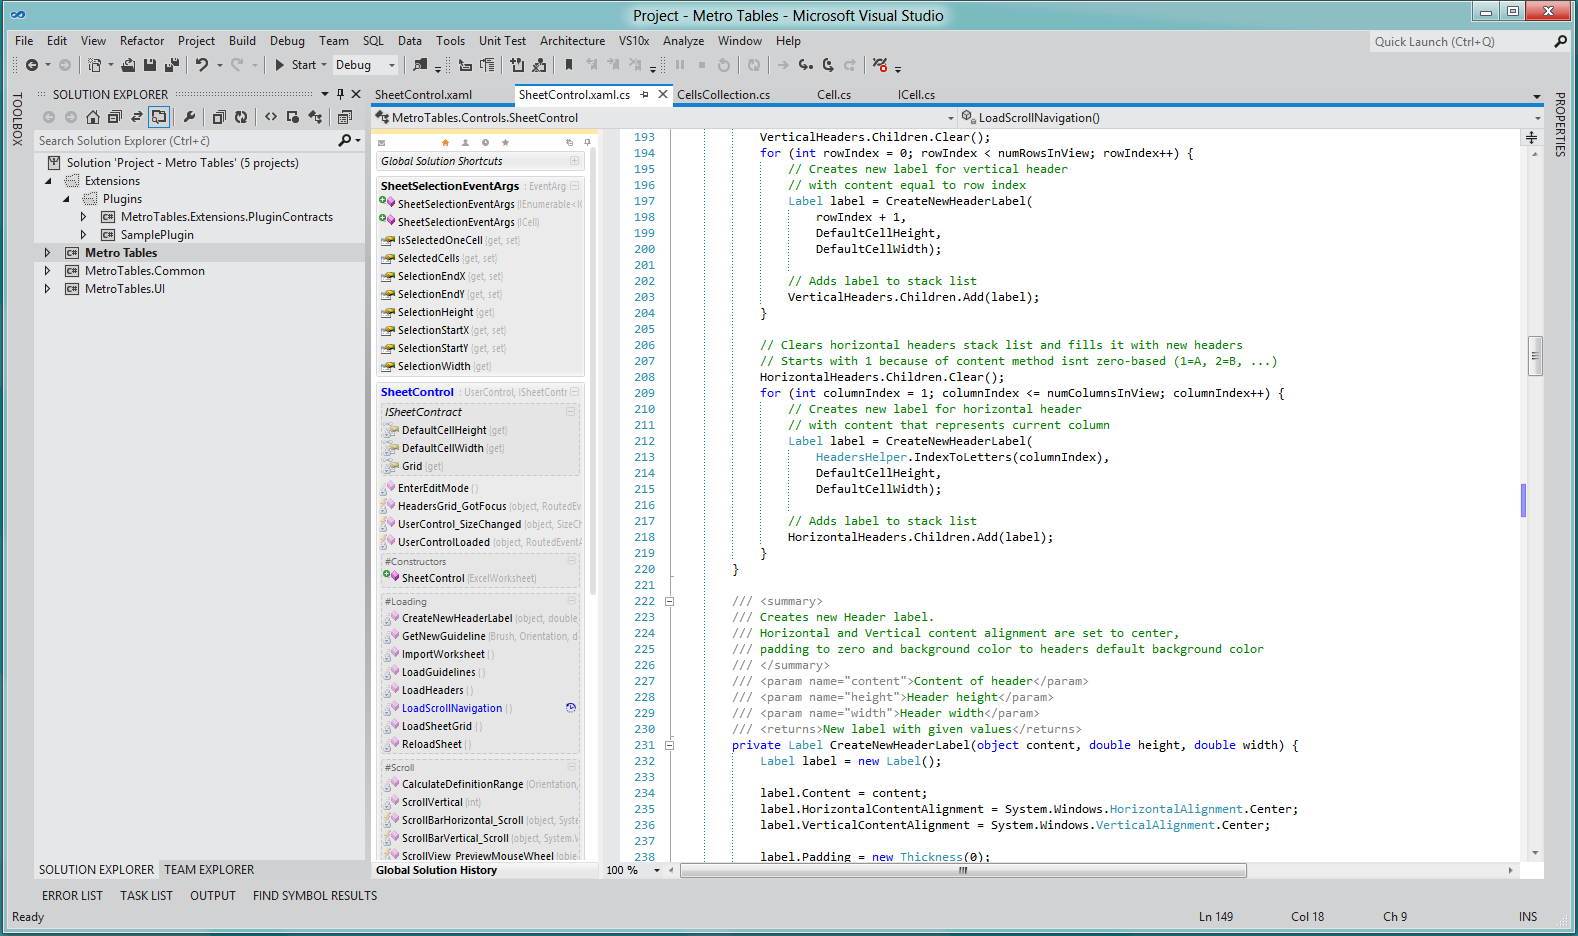 Project - Metro Tables - Microsoft Visual Studio
File Edit View Refactor Project Build Debug Team SQL Data Tools Unit Test Architecture VS10x Analyze Window Help
Quick Launch (Ctrl+Q)
Start Debug
TOOLBOX
SOLUTION EXPLORER
Search Solution Explorer (Ctrl+č)
Solution 'Project - Metro Tables' (5 projects)
Extensions
Plugins
MetroTables.Extensions.PluginContracts
SamplePlugin
Metro Tables
MetroTables.Common
MetroTables.UI
SOLUTION EXPLORER TEAM EXPLORER
SheetControl.xaml SheetControl.xaml.cs CellsCollection.cs Cell.cs ICell.cs
MetroTables.Controls.SheetControl LoadScrollNavigation()
Global Solution Shortcuts
SheetSelectionEventArgs : EventArg
SheetSelectionEventArgs (IEnumerable<IC
SheetSelectionEventArgs (ICell)
IsSelectedOneCell (get, set)
SelectedCells (get, set)
SelectionEndX (get, set)
SelectionEndY (get, set)
SelectionHeight (get)
SelectionStartX (get, set)
SelectionStartY (get, set)
SelectionWidth (get)
SheetControl : UserControl, ISheetContr
ISheetContract
DefaultCellHeight (get)
DefaultCellWidth (get)
Grid (get)
EnterEditMode ()
HeadersGrid_GotFocus (object, RoutedEv
UserControl_SizeChanged (object, SizeCh
UserControlLoaded (object, RoutedEventA
#Constructors
SheetControl (ExcelWorksheet)
#Loading
CreateNewHeaderLabel (object, double
GetNewGuideline (Brush, Orientation, d
ImportWorksheet ()
LoadGuidelines ()
LoadHeaders ()
LoadScrollNavigation ()
LoadSheetGrid ()
ReloadSheet ()
#Scroll
CalculateDefinitionRange (Orientation,
ScrollVertical (int)
ScrollBarHorizontal_Scroll (object, Syste
ScrollBarVertical_Scroll (object, System.V
ScrollView_PreviewMouseWheel (obje
Global Solution History
193 VerticalHeaders.Children.Clear();
194 for (int rowIndex = 0; rowIndex < numRowsInView; rowIndex++) {
195 // Creates new label for vertical header
196 // with content equal to row index
197 Label label = CreateNewHeaderLabel(
198 rowIndex + 1,
199 DefaultCellHeight,
200 DefaultCellWidth);
201
202 // Adds label to stack list
203 VerticalHeaders.Children.Add(label);
204 }
205
206 // Clears horizontal headers stack list and fills it with new headers
207 // Starts with 1 because of content method isnt zero-based (1=A, 2=B, ...)
208 HorizontalHeaders.Children.Clear();
209 for (int columnIndex = 1; columnIndex <= numColumnsInView; columnIndex++) {
210 // Creates new label for horizontal header
211 // with content that represents current column
212 Label label = CreateNewHeaderLabel(
213 HeadersHelper.IndexToLetters(columnIndex),
214 DefaultCellHeight,
215 DefaultCellWidth);
216
217 // Adds label to stack list
218 HorizontalHeaders.Children.Add(label);
219 }
220 }
221
222 /// <summary>
223 /// Creates new Header label.
224 /// Horizontal and Vertical content alignment are set to center,
225 /// padding to zero and background color to headers default background color
226 /// </summary>
227 /// <param name="content">Content of header</param>
228 /// <param name="height">Header height</param>
229 /// <param name="width">Header width</param>
230 /// <returns>New label with given values</returns>
231 private Label CreateNewHeaderLabel(object content, double height, double width) {
232 Label label = new Label();
233
234 label.Content = content;
235 label.HorizontalContentAlignment = System.Windows.HorizontalAlignment.Center;
236 label.VerticalContentAlignment = System.Windows.VerticalAlignment.Center;
237
238 label.Padding = new Thickness(0);
100 %
PROPERTIES
ERROR LIST TASK LIST OUTPUT FIND SYMBOL RESULTS
Ready Ln 149 Col 18 Ch 9 INS